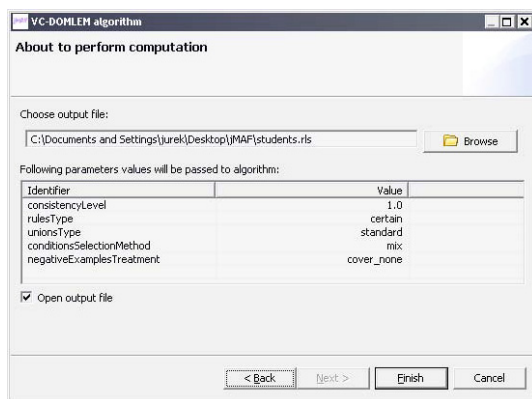 VC-DOMLEM algorithm
About to perform computation
Choose output file:
C:\Documents and Settings\jurek\Desktop\jMAF\students.rls
Browse
Following parameters values will be passed to algorithm:
Identifier Value
consistencyLevel 1.0
rulesType certain
unionsType standard
conditionsSelectionMethod mix
negativeExamplesTreatment cover_none
Open output file
< Back Next > Finish Cancel